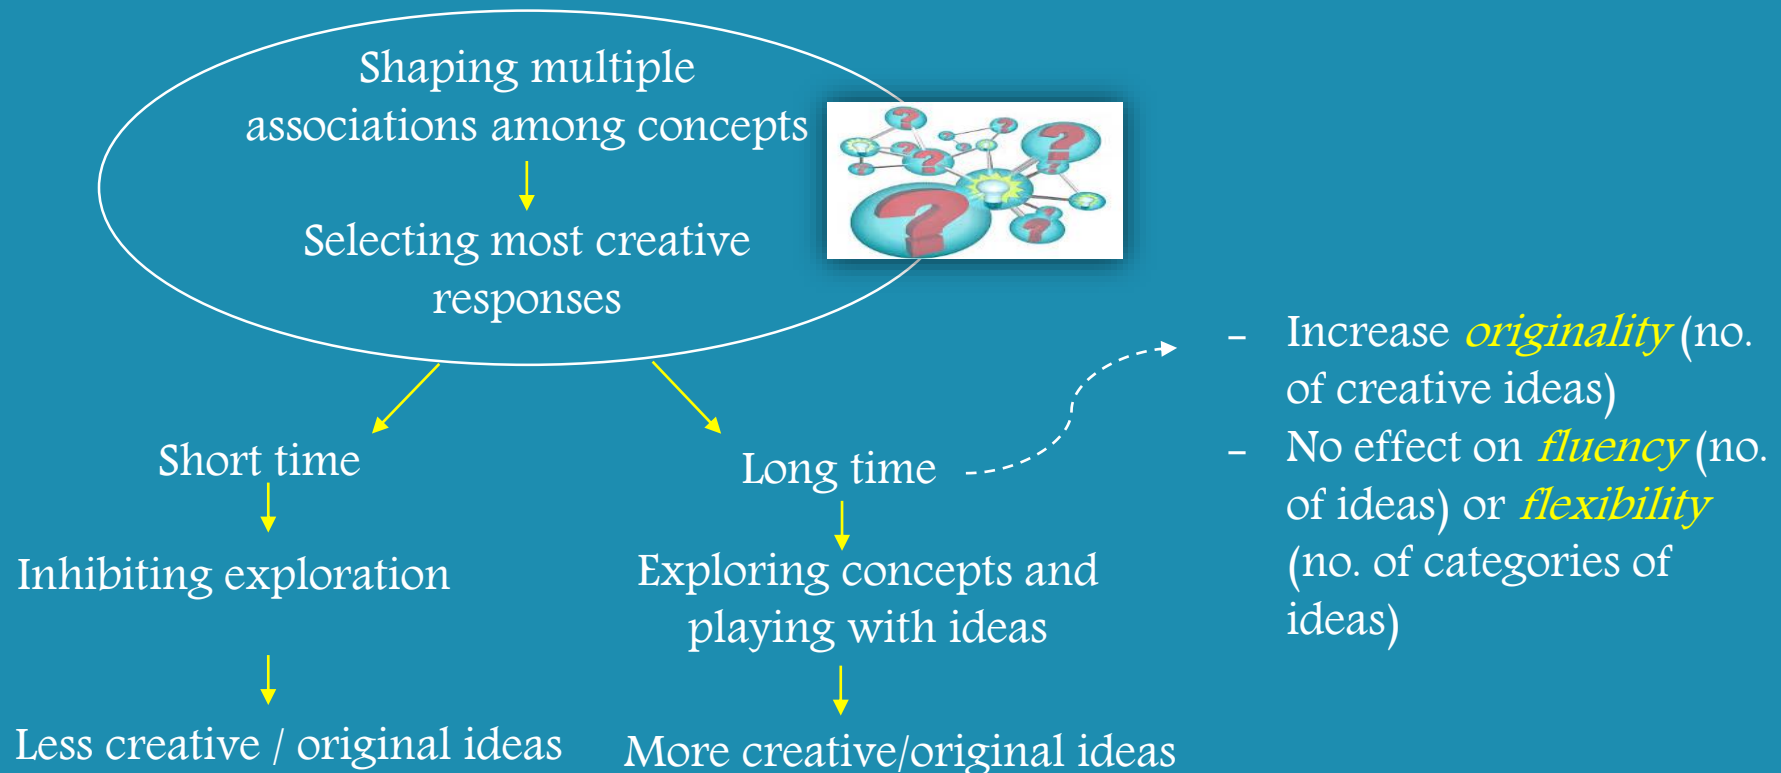 Shaping multiple
associations among concepts
Selecting most creative
responses
Short time
Inhibiting exploration
Less creative / original ideas
Long time
Exploring concepts and
playing with ideas
More creative/original ideas
- Increase originality (no.
of creative ideas)
- No effect on fluency (no.
of ideas) or flexibility
(no. of categories of
ideas)